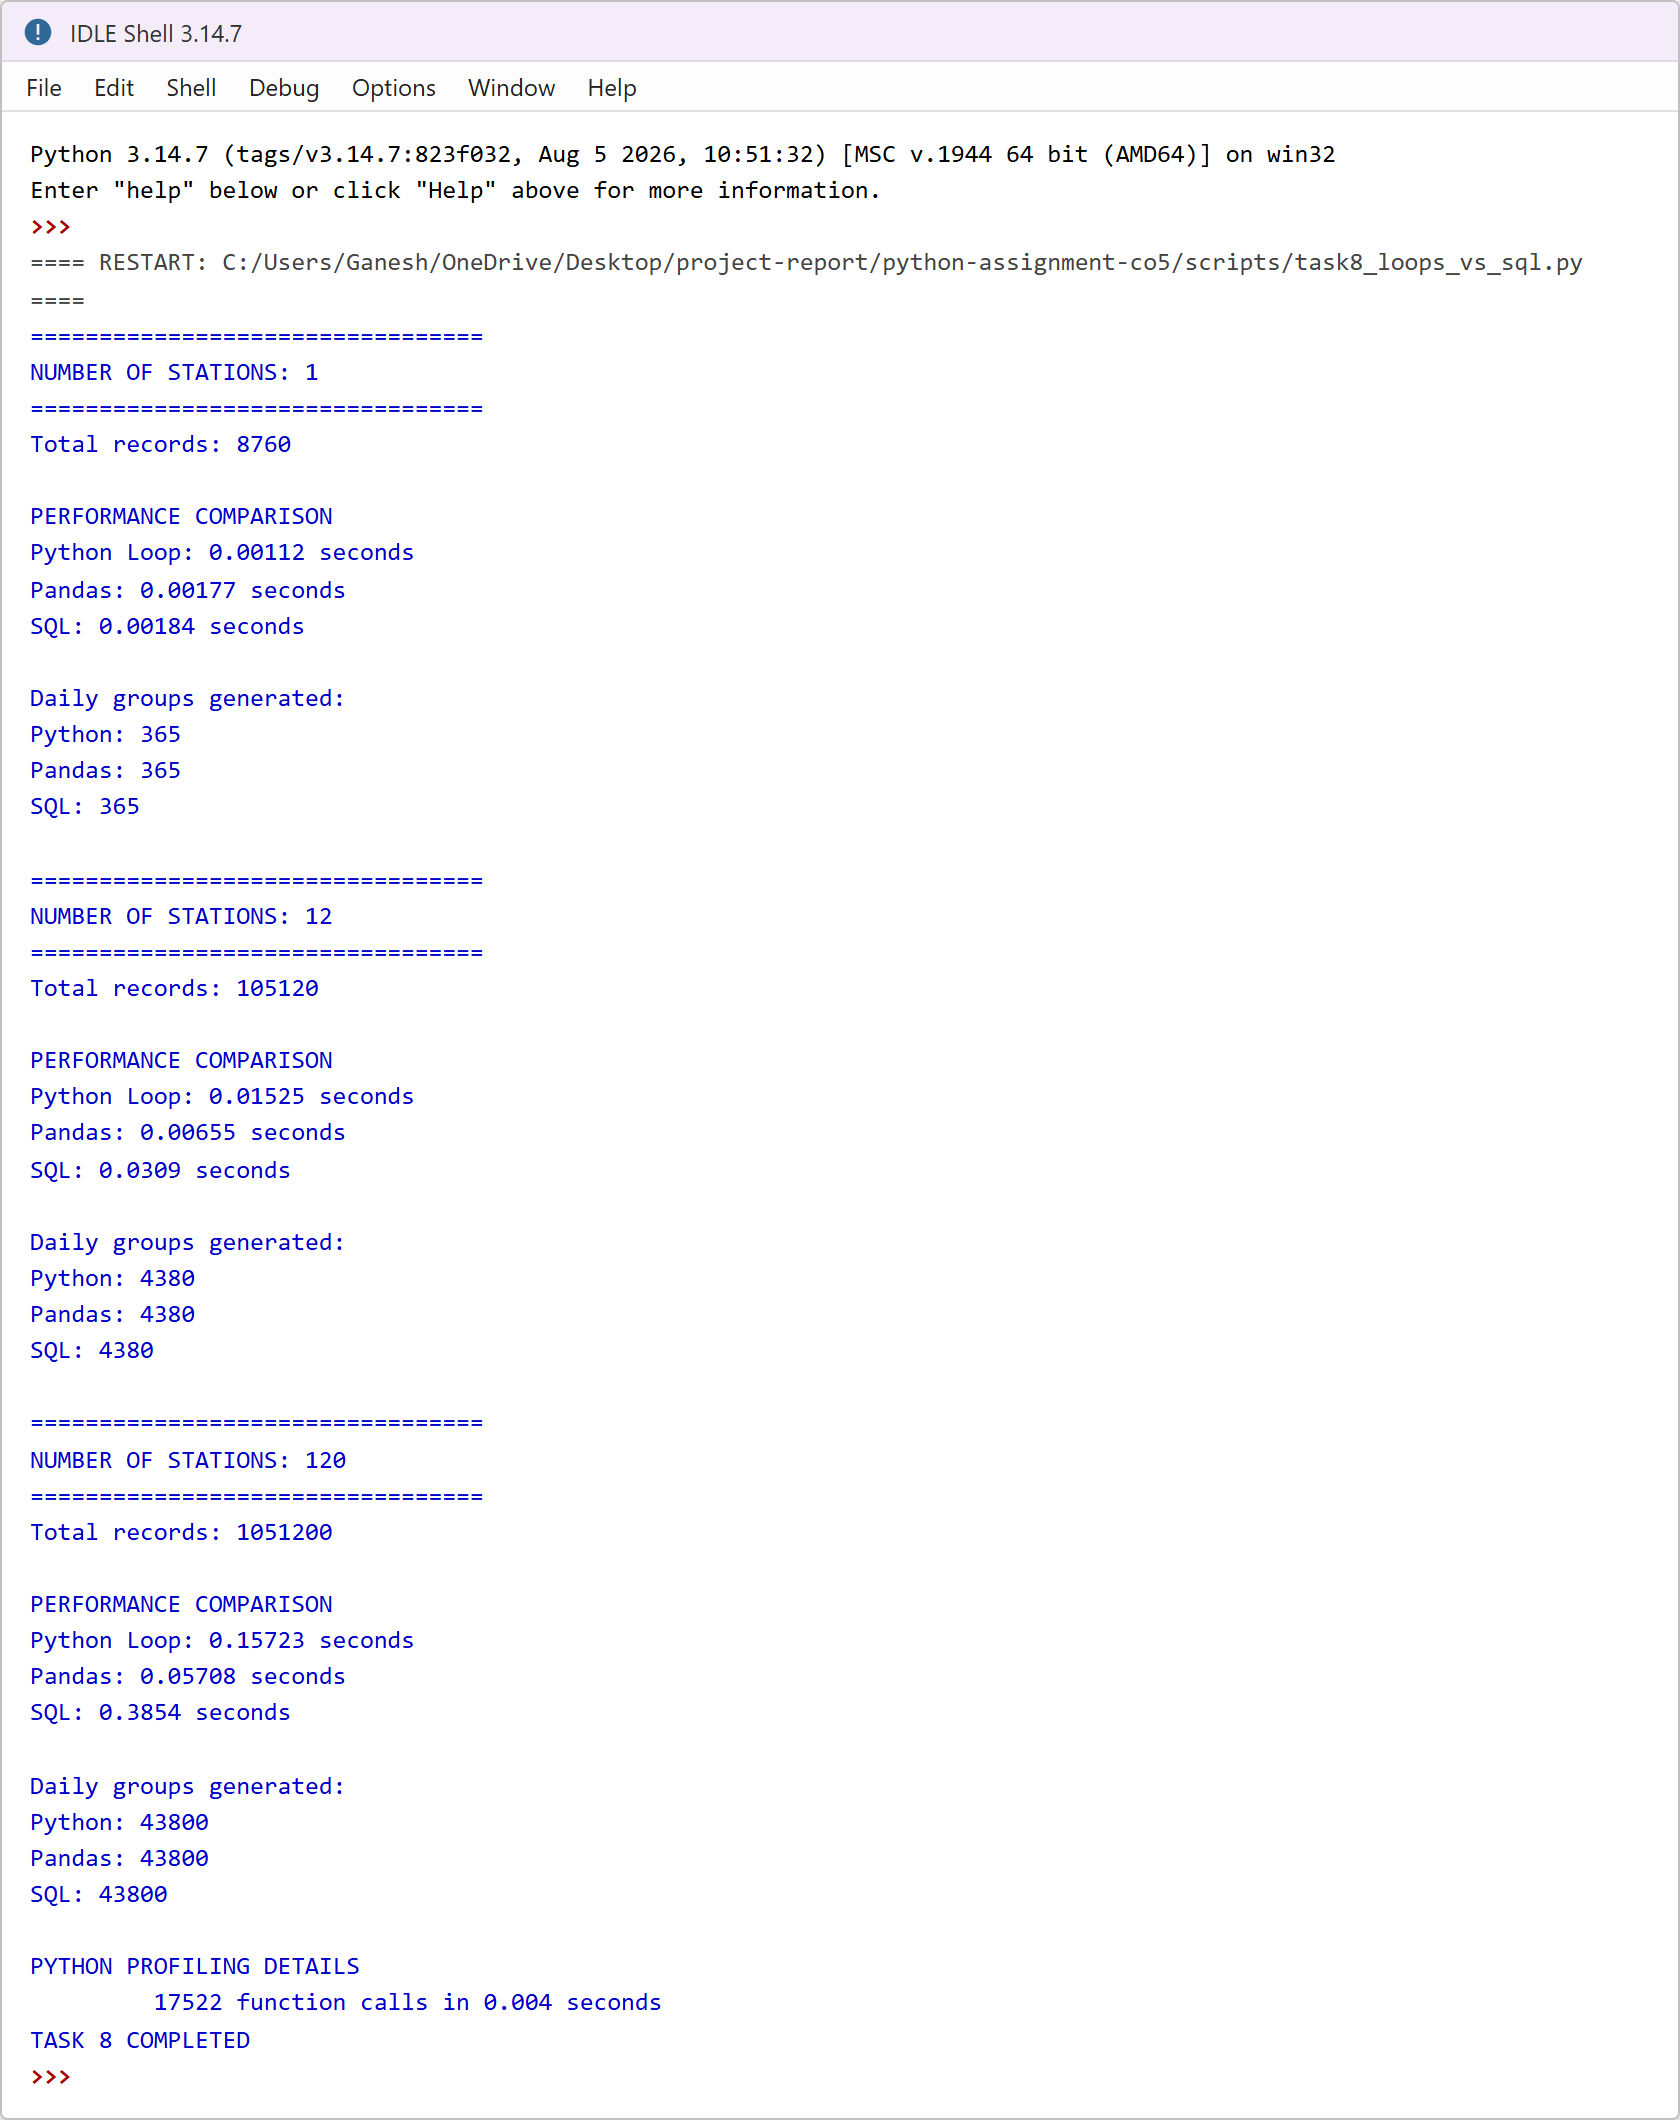 IDLE Shell 3.14.7
File Edit Shell Debug Options Window Help
Python 3.14.7 (tags/v3.14.7:823f032, Aug 5 2026, 10:51:32) [MSC v.1944 64 bit (AMD64)] on win32
Enter "help" below or click "Help" above for more information.
>>>
==== RESTART: C:/Users/Ganesh/OneDrive/Desktop/project-report/python-assignment-co5/scripts/task8_loops_vs_sql.py
====
=================================
NUMBER OF STATIONS: 1
=================================
Total records: 8760
PERFORMANCE COMPARISON
Python Loop: 0.00112 seconds
Pandas: 0.00177 seconds
SQL: 0.00184 seconds
Daily groups generated:
Python: 365
Pandas: 365
SQL: 365
=================================
NUMBER OF STATIONS: 12
=================================
Total records: 105120
PERFORMANCE COMPARISON
Python Loop: 0.01525 seconds
Pandas: 0.00655 seconds
SQL: 0.0309 seconds
Daily groups generated:
Python: 4380
Pandas: 4380
SQL: 4380
=================================
NUMBER OF STATIONS: 120
=================================
Total records: 1051200
PERFORMANCE COMPARISON
Python Loop: 0.15723 seconds
Pandas: 0.05708 seconds
SQL: 0.3854 seconds
Daily groups generated:
Python: 43800
Pandas: 43800
SQL: 43800
PYTHON PROFILING DETAILS
17522 function calls in 0.004 seconds
TASK 8 COMPLETED
>>>